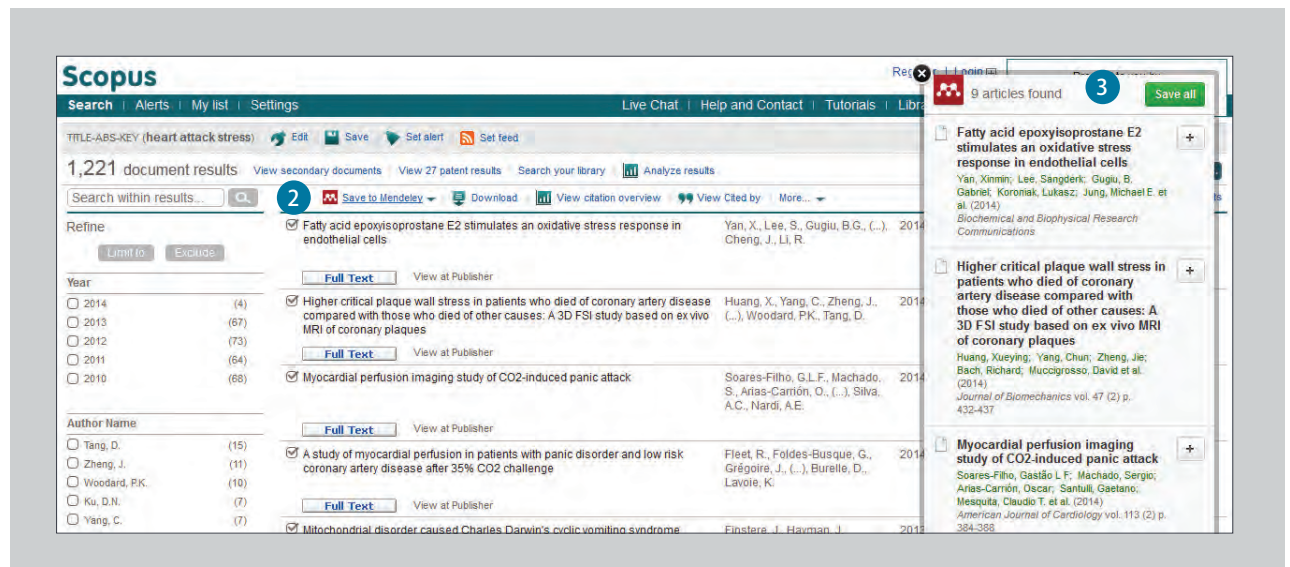 Scopus
Register | Login
Search | Alerts | My list | Settings
Live Chat | Help and Contact | Tutorials |
TITLE-ABS-KEY (heart attack stress) Edit Save Set alert Set feed
1,221 document results View secondary documents | View 27 patent results Search your library Analyze results
Search within results...
2 Save to Mendeley Download | View citation overview | View Cited by | More...
Refine
Limit to Exclude
Year
2014 (4)
2013 (67)
2012 (73)
2011 (64)
2010 (68)
Author Name
Tang, D. (15)
Zheng, J. (11)
Woodard, P.K. (10)
Ku, D.N. (7)
Yang, C. (7)
Fatty acid epoxyisoprostane E2 stimulates an oxidative stress response in
endothelial cells
Yan, X., Lee, S., Gugiu, B.G., (...),
Cheng, J., Li, R.
2014
Full Text View at Publisher
Higher critical plaque wall stress in patients who died of coronary artery disease
compared with those who died of other causes: A 3D FSI study based on ex vivo
MRI of coronary plaques
Huang, X., Yang, C., Zheng, J.,
(...), Woodard, P.K., Tang, D.
2014
Full Text View at Publisher
Myocardial perfusion imaging study of CO2-induced panic attack
Soares-Filho, G.L.F., Machado,
S., Arias-Carrión, O., (...), Silva,
A.C., Nardi, A.E.
2014
Full Text View at Publisher
A study of myocardial perfusion in patients with panic disorder and low risk
coronary artery disease after 35% CO2 challenge
Fleet, R., Foldes-Busque, G.,
Grégoire, J., (...), Burelle, D.,
Lavoie, K.
2014
Full Text View at Publisher
Mitochondrial disorder caused Charles Darwin's cyclic vomiting syndrome
Finstere, J., Hayman, J.
2013
9 articles found 3 Save all
Fatty acid epoxyisoprostane E2
stimulates an oxidative stress
response in endothelial cells
Yan, Xinmin; Lee, Sangderk; Gugiu, B.
Gabriel; Koroniak, Lukasz; Jung, Michael E. et
al. (2014)
Biochemical and Biophysical Research
Communications
Higher critical plaque wall stress in
patients who died of coronary
artery disease compared with
those who died of other causes: A
3D FSI study based on ex vivo MRI
of coronary plaques
Huang, Xueying; Yang, Chun; Zheng, Jie;
Bach, Richard; Muccigrosso, David et al.
(2014)
Journal of Biomechanics vol. 47 (2) p.
432-437
Myocardial perfusion imaging
study of CO2-induced panic attack
Soares-Filho, Gastão L F; Machado, Sergio;
Arias-Carrión, Oscar; Santulli, Gaetano;
Mesquita, Claudio T. et al. (2014)
American Journal of Cardiology vol. 113 (2) p.
384-388